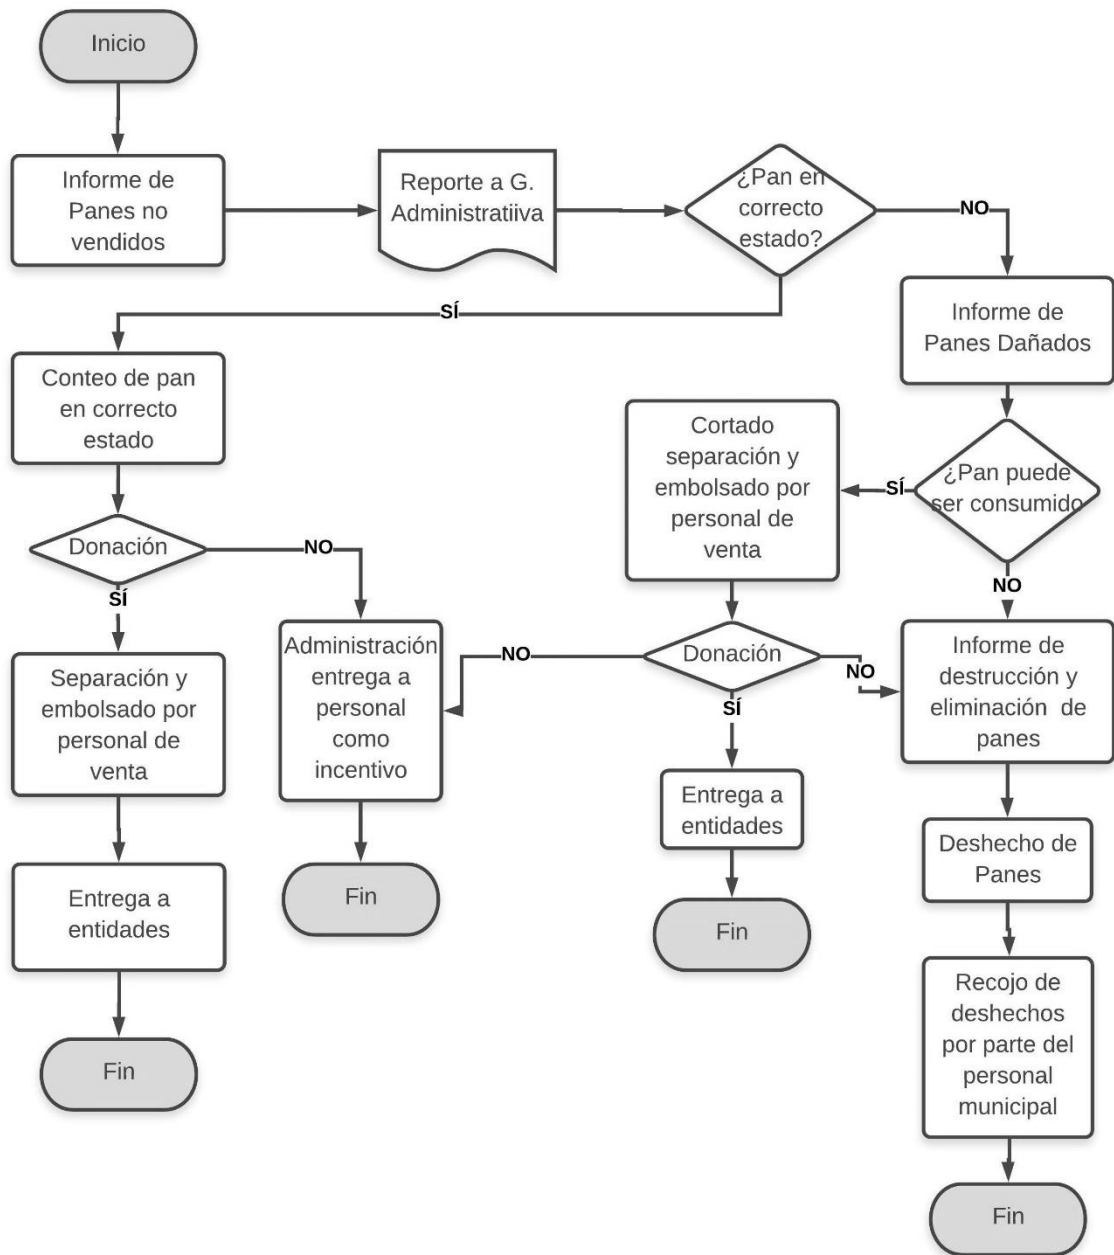 Inicio
Informe de
Panes no
vendidos
Reporte a G.
Administratiiva
¿Pan en
correcto
estado?
NO
SÍ
Informe de
Panes Dañados
Conteo de pan
en correcto
estado
Cortado
separación y
embolsado por
personal de
venta
SÍ
¿Pan puede
ser consumido
NO
Donación
NO
SÍ
Administración
entrega a
personal
como
incentivo
NO
Donación
NO
SÍ
Informe de
destrucción y
eliminación de
panes
Separación y
embolsado por
personal de
venta
Entrega a
entidades
Deshecho de
Panes
Entrega a
entidades
Fin
Fin
Recojo de
deshechos
por parte del
personal
municipal
Fin
Fin